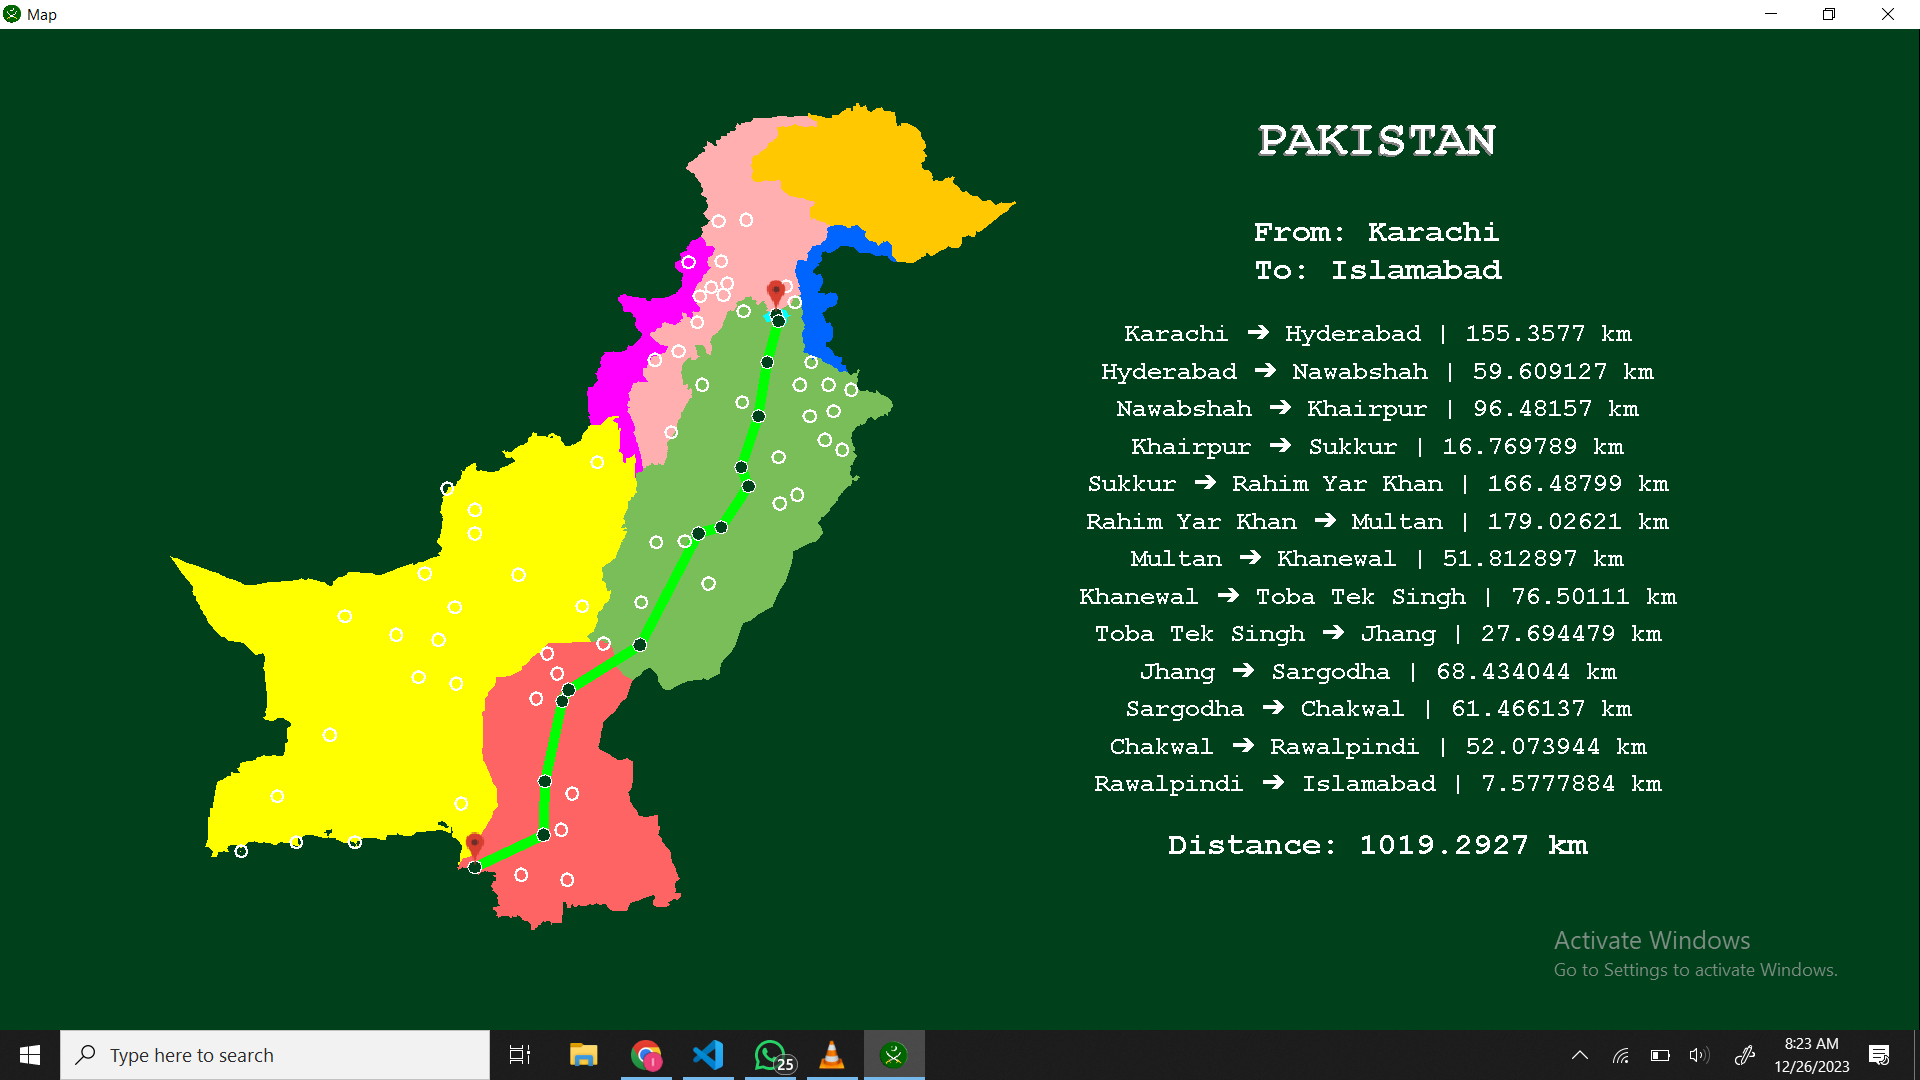 Map
PAKISTAN
From: Karachi
To: Islamabad
Karachi ➔ Hyderabad | 155.3577 km
Hyderabad ➔ Nawabshah | 59.609127 km
Nawabshah ➔ Khairpur | 96.48157 km
Khairpur ➔ Sukkur | 16.769789 km
Sukkur ➔ Rahim Yar Khan | 166.48799 km
Rahim Yar Khan ➔ Multan | 179.02621 km
Multan ➔ Khanewal | 51.812897 km
Khanewal ➔ Toba Tek Singh | 76.50111 km
Toba Tek Singh ➔ Jhang | 27.694479 km
Jhang ➔ Sargodha | 68.434044 km
Sargodha ➔ Chakwal | 61.466137 km
Chakwal ➔ Rawalpindi | 52.073944 km
Rawalpindi ➔ Islamabad | 7.5777884 km
Distance: 1019.2927 km
Activate Windows
Go to Settings to activate Windows.
Type here to search
25
8:23 AM
12/26/2023